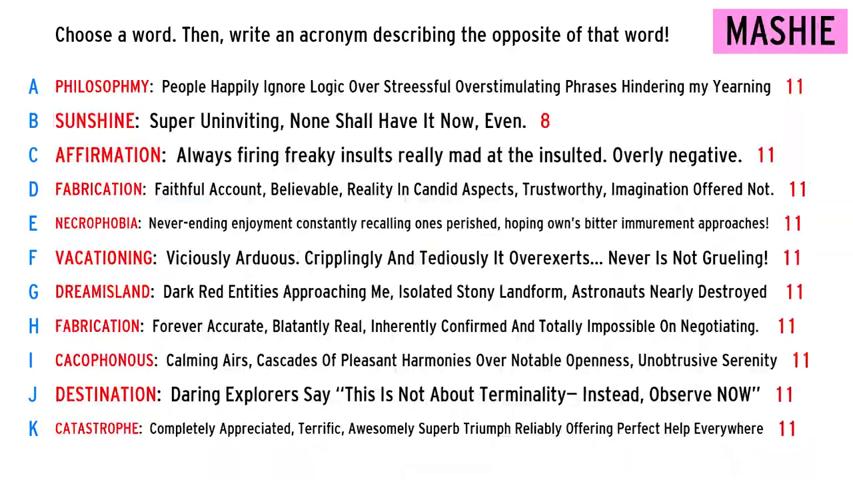 Choose a word. Then, write an acronym describing the opposite of that word!
MASHIE
A PHILOSOPHMY: People Happily Ignore Logic Over Streessful Overstimulating Phrases Hindering my Yearning 11
B SUNSHINE: Super Uninviting, None Shall Have It Now, Even. 8
C AFFIRMATION: Always firing freaky insults really mad at the insulted. Overly negative. 11
D FABRICATION: Faithful Account, Believable, Reality In Candid Aspects, Trustworthy, Imagination Offered Not. 11
E NECROPHOBIA: Never-ending enjoyment constantly recalling ones perished, hoping own's bitter immurement approaches! 11
F VACATIONING: Viciously Arduous. Cripplingly And Tediously It Overexerts... Never Is Not Grueling! 11
G DREAMISLAND: Dark Red Entities Approaching Me, Isolated Stony Landform, Astronauts Nearly Destroyed 11
H FABRICATION: Forever Accurate, Blatantly Real, Inherently Confirmed And Totally Impossible On Negotiating. 11
I CACOPHONOUS: Calming Airs, Cascades Of Pleasant Harmonies Over Notable Openness, Unobtrusive Serenity 11
J DESTINATION: Daring Explorers Say “This Is Not About Terminality– Instead, Observe NOW” 11
K CATASTROPHE: Completely Appreciated, Terrific, Awesomely Superb Triumph Reliably Offering Perfect Help Everywhere 11